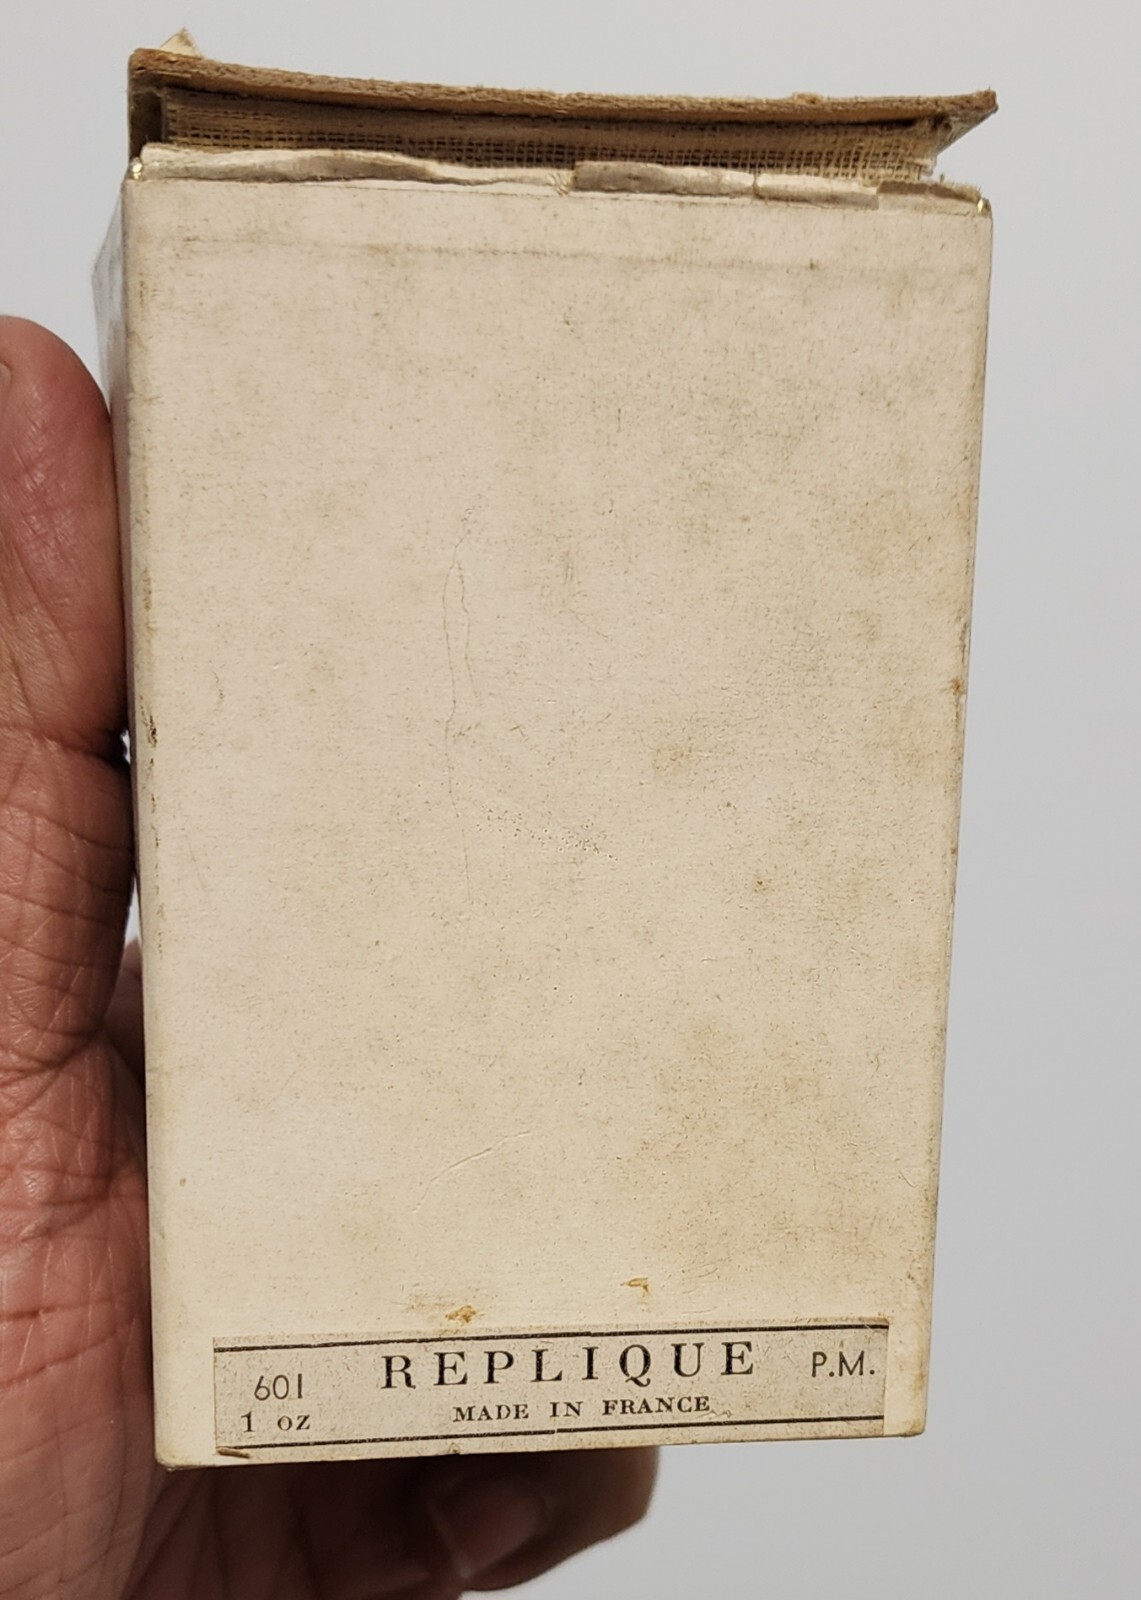 REPLIQUE
601 P.M.
1 OZ MADE IN FRANCE